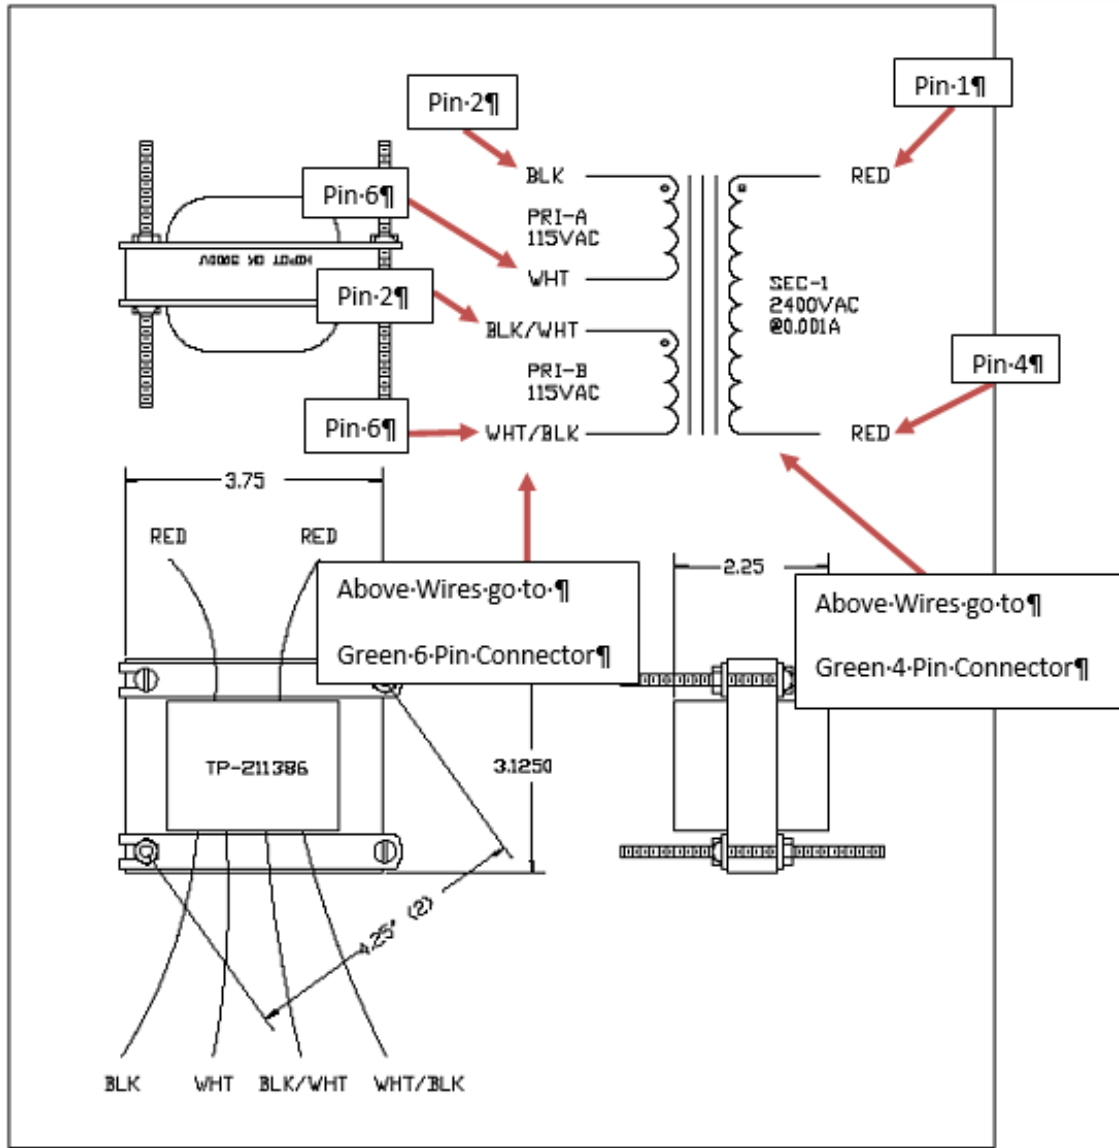 Pin·1¶
Pin·2¶
BLK
RED
Pin·6¶
PRI-A
115VAC
WHT
SEC-1
2400VAC
@0.001A
Pin·2¶
BLK/WHT
PRI-B
115VAC
Pin·4¶
Pin·6¶
WHT/BLK
RED
3.75
RED
RED
2.25
Above·Wires·go·to·¶
Green·6·Pin·Connector¶
Above·Wires·go·to¶
Green·4·Pin·Connector¶
TP-211386
3.1250
4.25" (2)
BLK
WHT
BLK/WHT
WHT/BLK